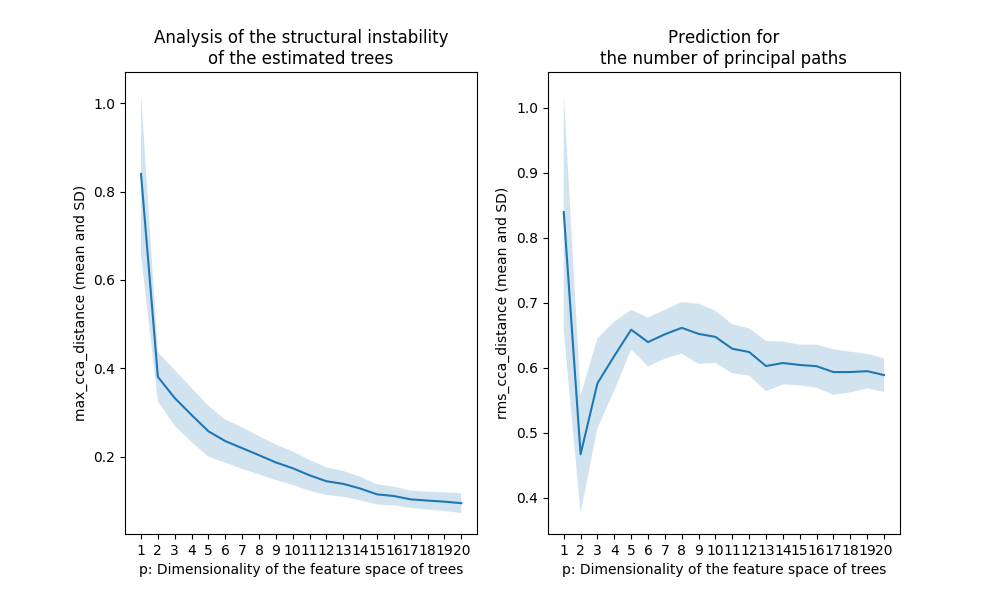 Analysis of the structural instability
of the estimated trees
max_cca_distance (mean and SD)
1.0
0.8
0.6
0.4
0.2
1 2 3 4 5 6 7 8 9 10 11 12 13 14 15 16 17 18 19 20
p: Dimensionality of the feature space of trees
Prediction for
the number of principal paths
rms_cca_distance (mean and SD)
1.0
0.9
0.8
0.7
0.6
0.5
0.4
1 2 3 4 5 6 7 8 9 10 11 12 13 14 15 16 17 18 19 20
p: Dimensionality of the feature space of trees